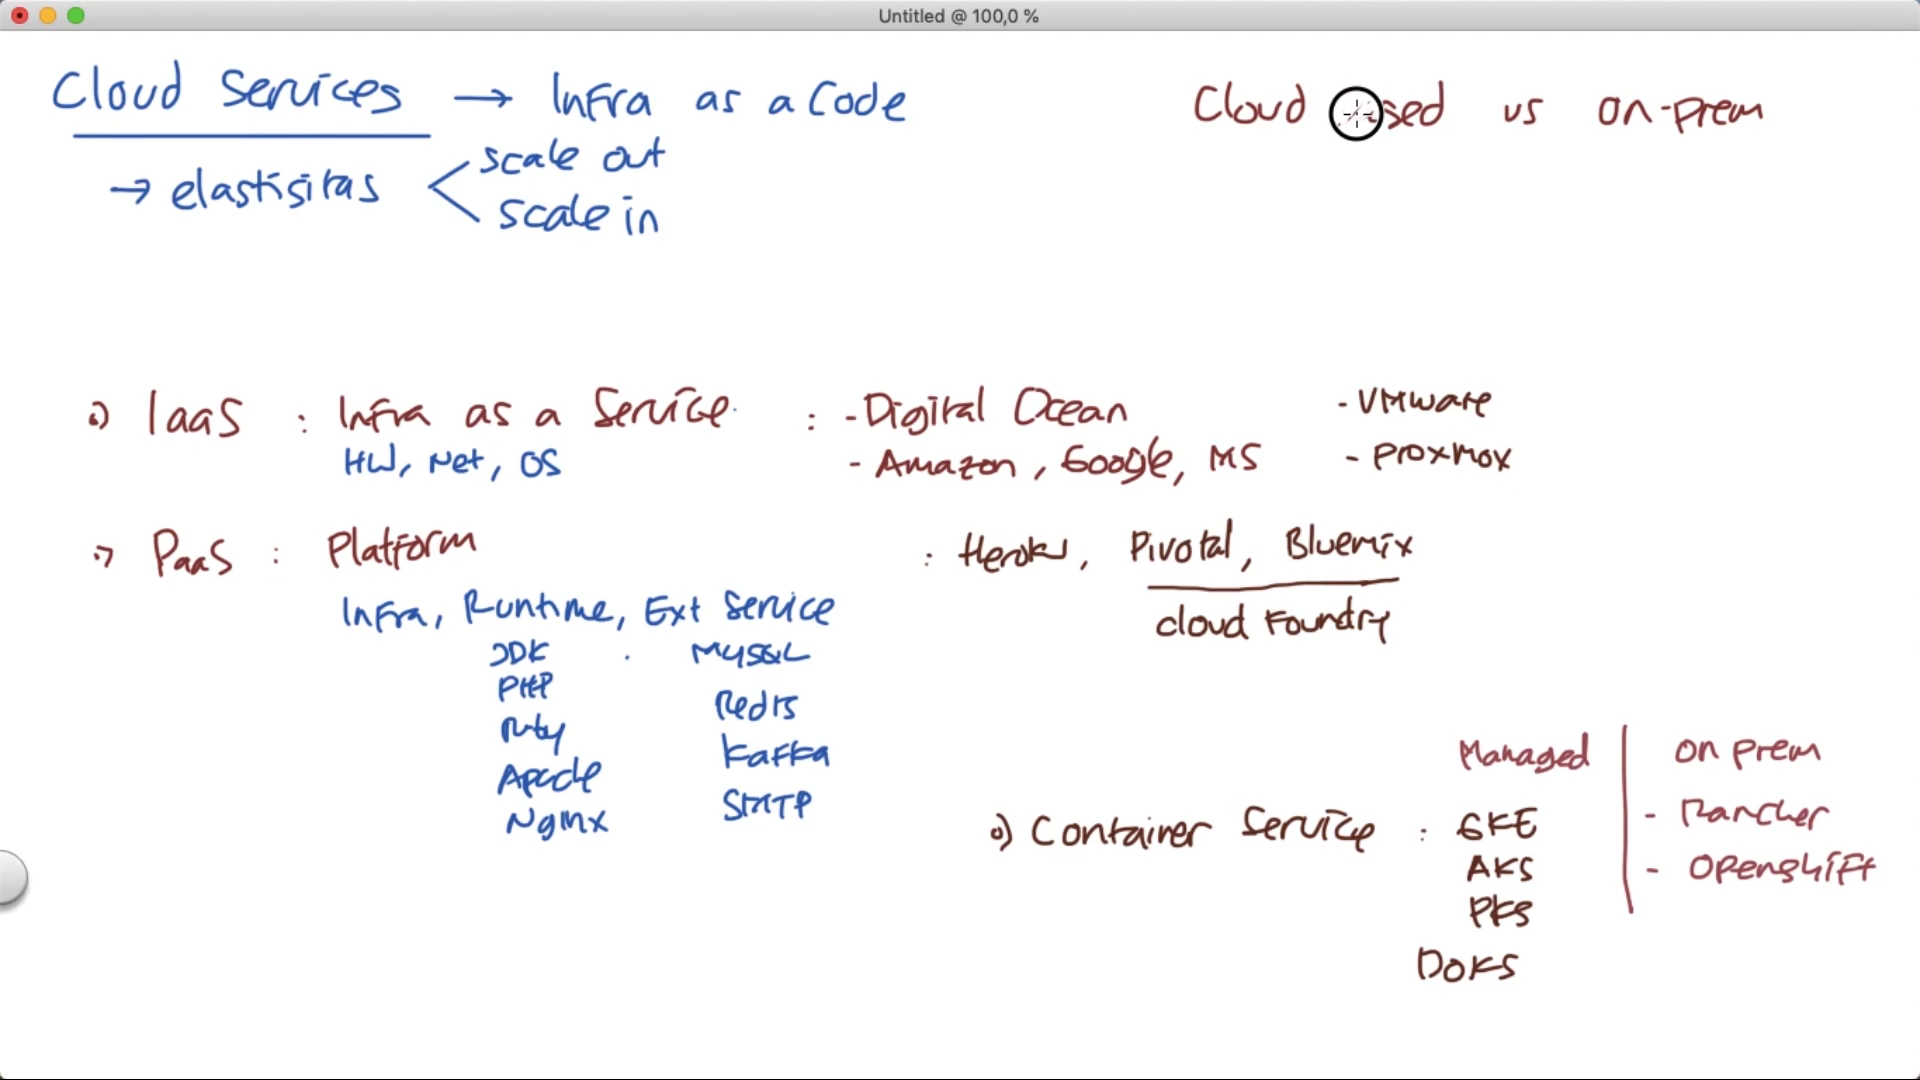 Untitled @ 100,0 %
Cloud Services → Infra as a Code
→ elastisitas < scale out
scale in
Cloud sed vs on-prem
•) IaaS : Infra as a Service : - Digital Ocean
HW, Net, OS
- Amazon, Google, MS
- VMware
- Proxmox
•) PaaS : Platform : Heroku, Pivotal, Bluemix
cloud Foundry
Infra, Runtime, Ext Service
JDK
PHP
Ruby
Apache
Nginx
MySQL
Redis
Kafka
SMTP
•) Container Service :
Managed
GKE
AKS
PKS
DOKS
on prem
- Rancher
- Openshift